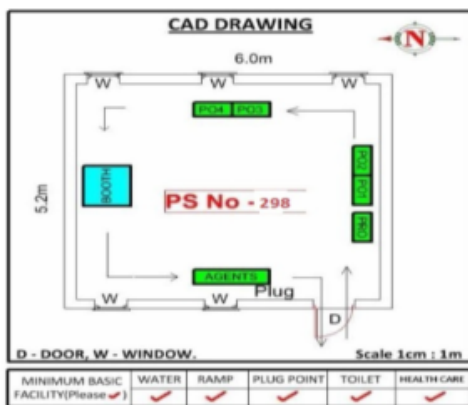 CAD DRAWING
N
6.0m
W W W
PO4 PO3
5.2m
BOOTH
PO2 PO1
PS No - 298
PRO
AGENTS
Plug
W W
D
D - DOOR, W - WINDOW. Scale 1cm : 1m
MINIMUM BASIC FACILITY(Please ✓) WATER RAMP PLUG POINT TOILET HEALTH CARE
✓ ✓ ✓ ✓ ✓